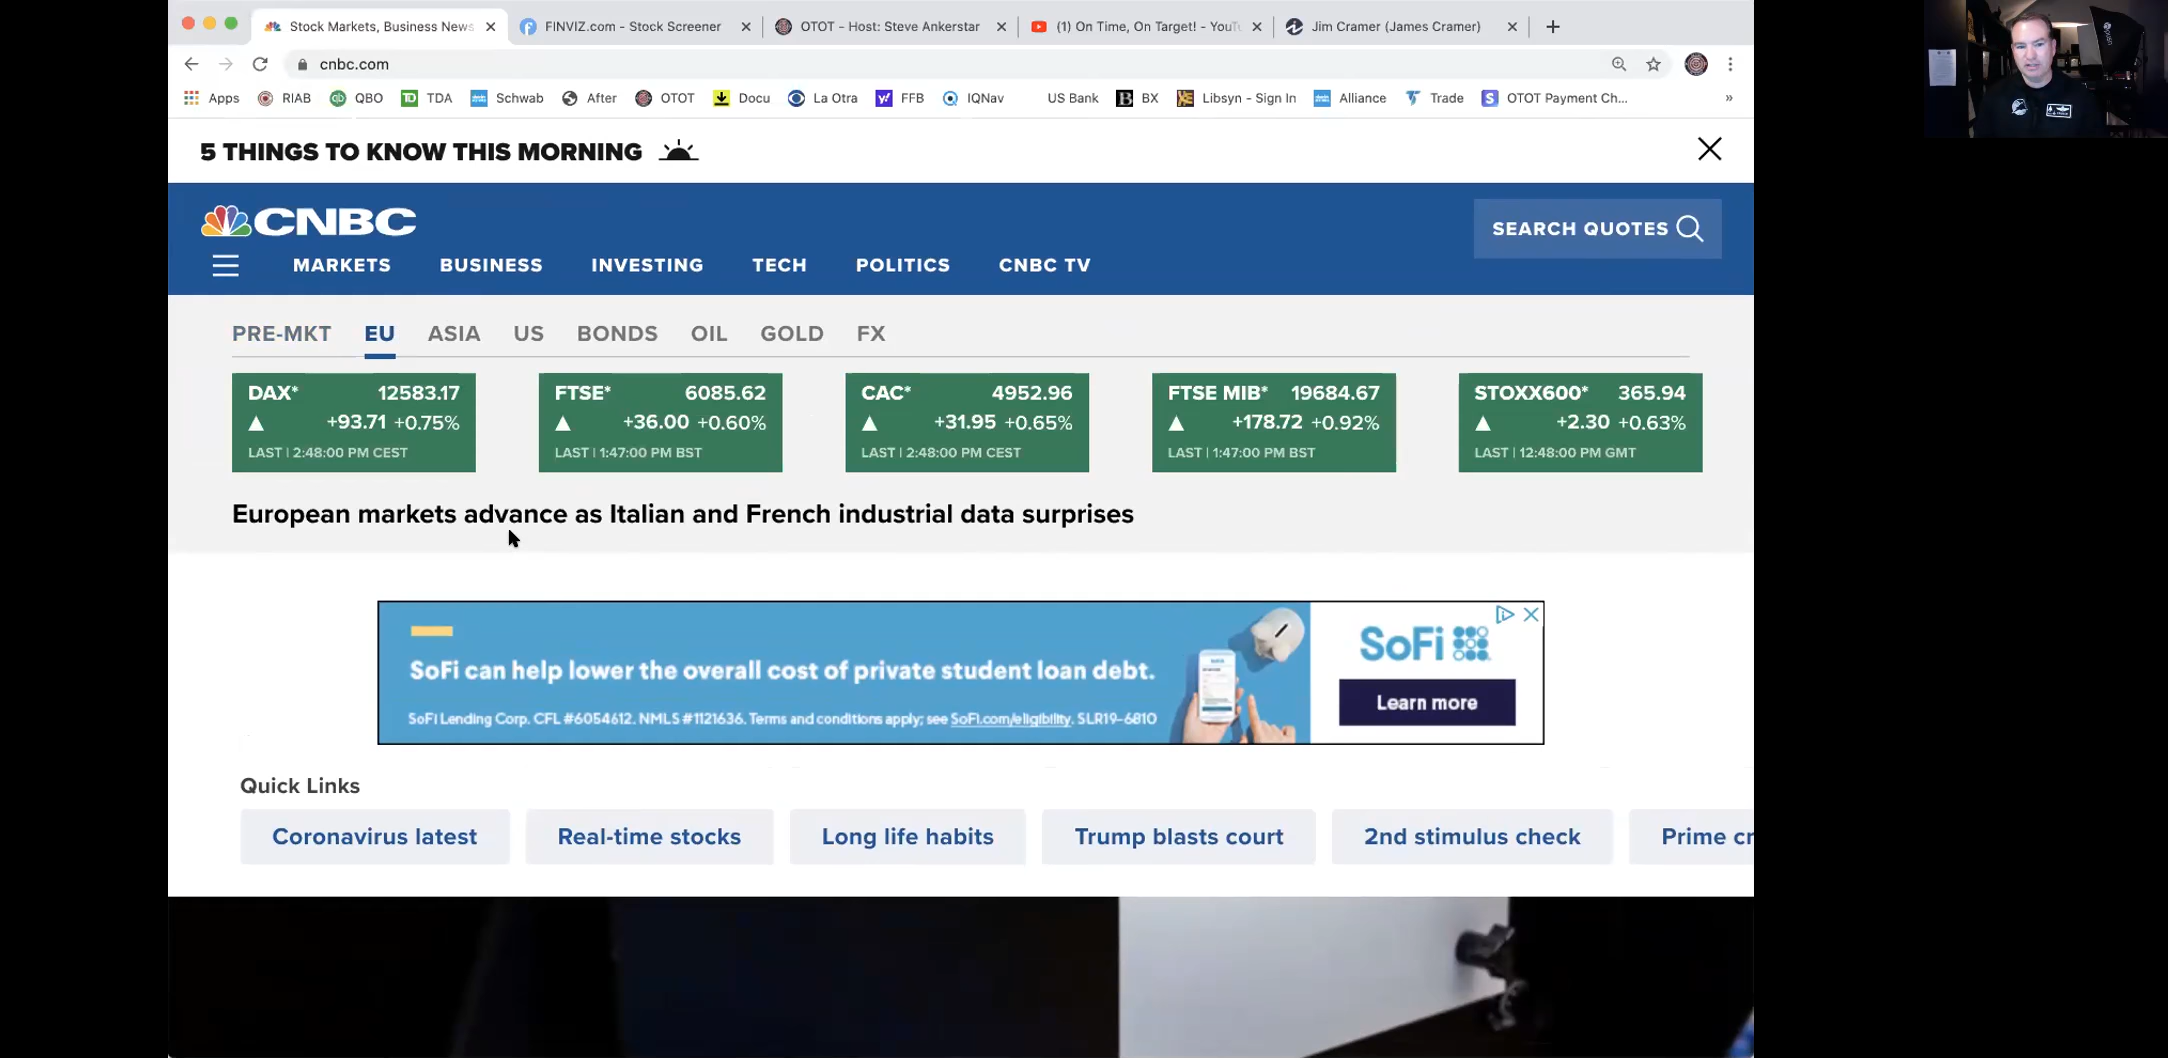 Stock Markets, Business News
FINVIZ.com - Stock Screener
OTOT - Host: Steve Ankerstar
(1) On Time, On Target! - YouTu
Jim Cramer (James Cramer)
cnbc.com
Apps RIAB QBO TDA Schwab After OTOT Docu La Otra FFB IQNav US Bank BX Libsyn - Sign In Alliance Trade OTOT Payment Ch... »
5 THINGS TO KNOW THIS MORNING
CNBC
SEARCH QUOTES
MARKETS BUSINESS INVESTING TECH POLITICS CNBC TV
PRE-MKT EU ASIA US BONDS OIL GOLD FX
DAX* 12583.17
+93.71 +0.75%
LAST | 2:48:00 PM CEST
FTSE* 6085.62
+36.00 +0.60%
LAST | 1:47:00 PM BST
CAC* 4952.96
+31.95 +0.65%
LAST | 2:48:00 PM CEST
FTSE MIB* 19684.67
+178.72 +0.92%
LAST | 1:47:00 PM BST
STOXX600* 365.94
+2.30 +0.63%
LAST | 12:48:00 PM GMT
European markets advance as Italian and French industrial data surprises
SoFi can help lower the overall cost of private student loan debt.
SoFi Lending Corp. CFL #6054612. NMLS #1121636. Terms and conditions apply; see SoFi.com/eligibility. SLR19-6810
SoFi
Learn more
Quick Links
Coronavirus latest
Real-time stocks
Long life habits
Trump blasts court
2nd stimulus check
Prime cr